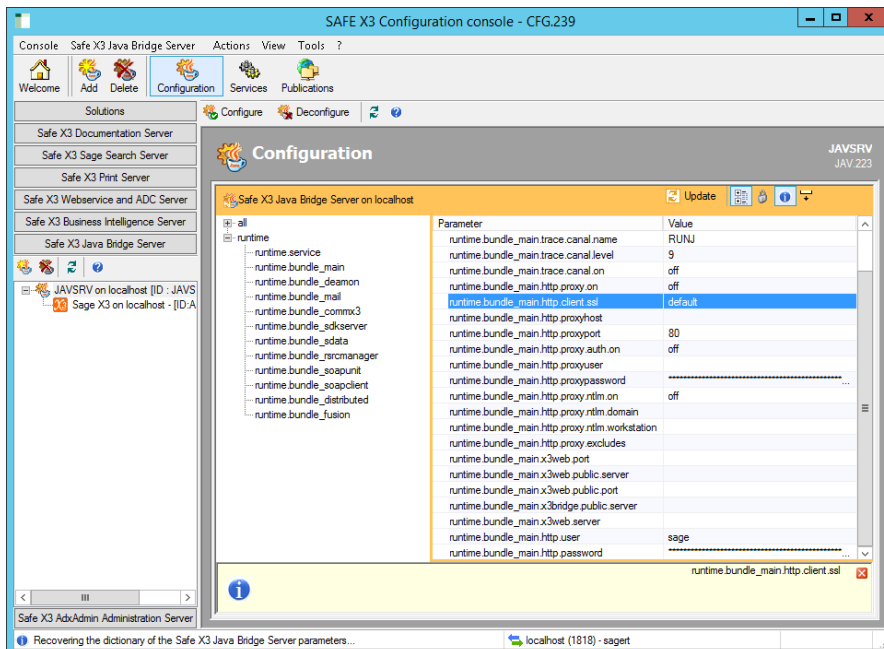 SAFE X3 Configuration console - CFG.239
Console Safe X3 Java Bridge Server Actions View Tools ?
Welcome Add Delete Configuration Services Publications
Solutions
Safe X3 Documentation Server
Safe X3 Sage Search Server
Safe X3 Print Server
Safe X3 Webservice and ADC Server
Safe X3 Business Intelligence Server
Safe X3 Java Bridge Server
JAVSRV on localhost [ID : JAVS
Sage X3 on localhost - [ID:A
Safe X3 AdxAdmin Administration Server
Configure Deconfigure
Configuration
JAVSRV
JAV.223
Safe X3 Java Bridge Server on localhost
Update
all
runtime
runtime.service
runtime.bundle_main
runtime.bundle_deamon
runtime.bundle_mail
runtime.bundle_commx3
runtime.bundle_sdkserver
runtime.bundle_sdata
runtime.bundle_rsrcmanager
runtime.bundle_soapunit
runtime.bundle_soapclient
runtime.bundle_distributed
runtime.bundle_fusion
Parameter Value
runtime.bundle_main.trace.canal.name RUNJ
runtime.bundle_main.trace.canal.level 9
runtime.bundle_main.trace.canal.on off
runtime.bundle_main.http.proxy.on off
runtime.bundle_main.http.client.ssl default
runtime.bundle_main.http.proxyhost
runtime.bundle_main.http.proxyport 80
runtime.bundle_main.http.proxy.auth.on off
runtime.bundle_main.http.proxyuser
runtime.bundle_main.http.proxypassword
runtime.bundle_main.http.proxy.ntlm.on off
runtime.bundle_main.http.proxy.ntlm.domain
runtime.bundle_main.http.proxy.ntlm.workstation
runtime.bundle_main.http.proxy.excludes
runtime.bundle_main.x3web.port
runtime.bundle_main.x3web.public.server
runtime.bundle_main.x3web.public.port
runtime.bundle_main.x3bridge.public.server
runtime.bundle_main.x3web.server
runtime.bundle_main.http.user sage
runtime.bundle_main.http.password
runtime.bundle_main.http.client.ssl
Recovering the dictionary of the Safe X3 Java Bridge Server parameters...
localhost (1818) - sagert